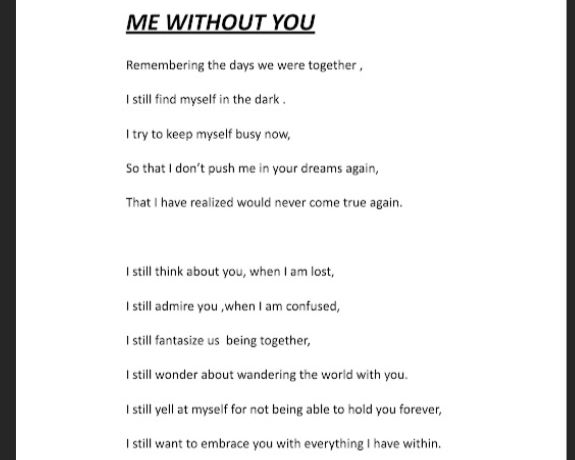 ME WITHOUT YOU
Remembering the days we were together ,
I still find myself in the dark .
I try to keep myself busy now,
So that I don't push me in your dreams again,
That I have realized would never come true again.
I still think about you, when I am lost,
I still admire you ,when I am confused,
I still fantasize us  being together,
I still wonder about wandering the world with you.
I still yell at myself for not being able to hold you forever,
I still want to embrace you with everything I have within.